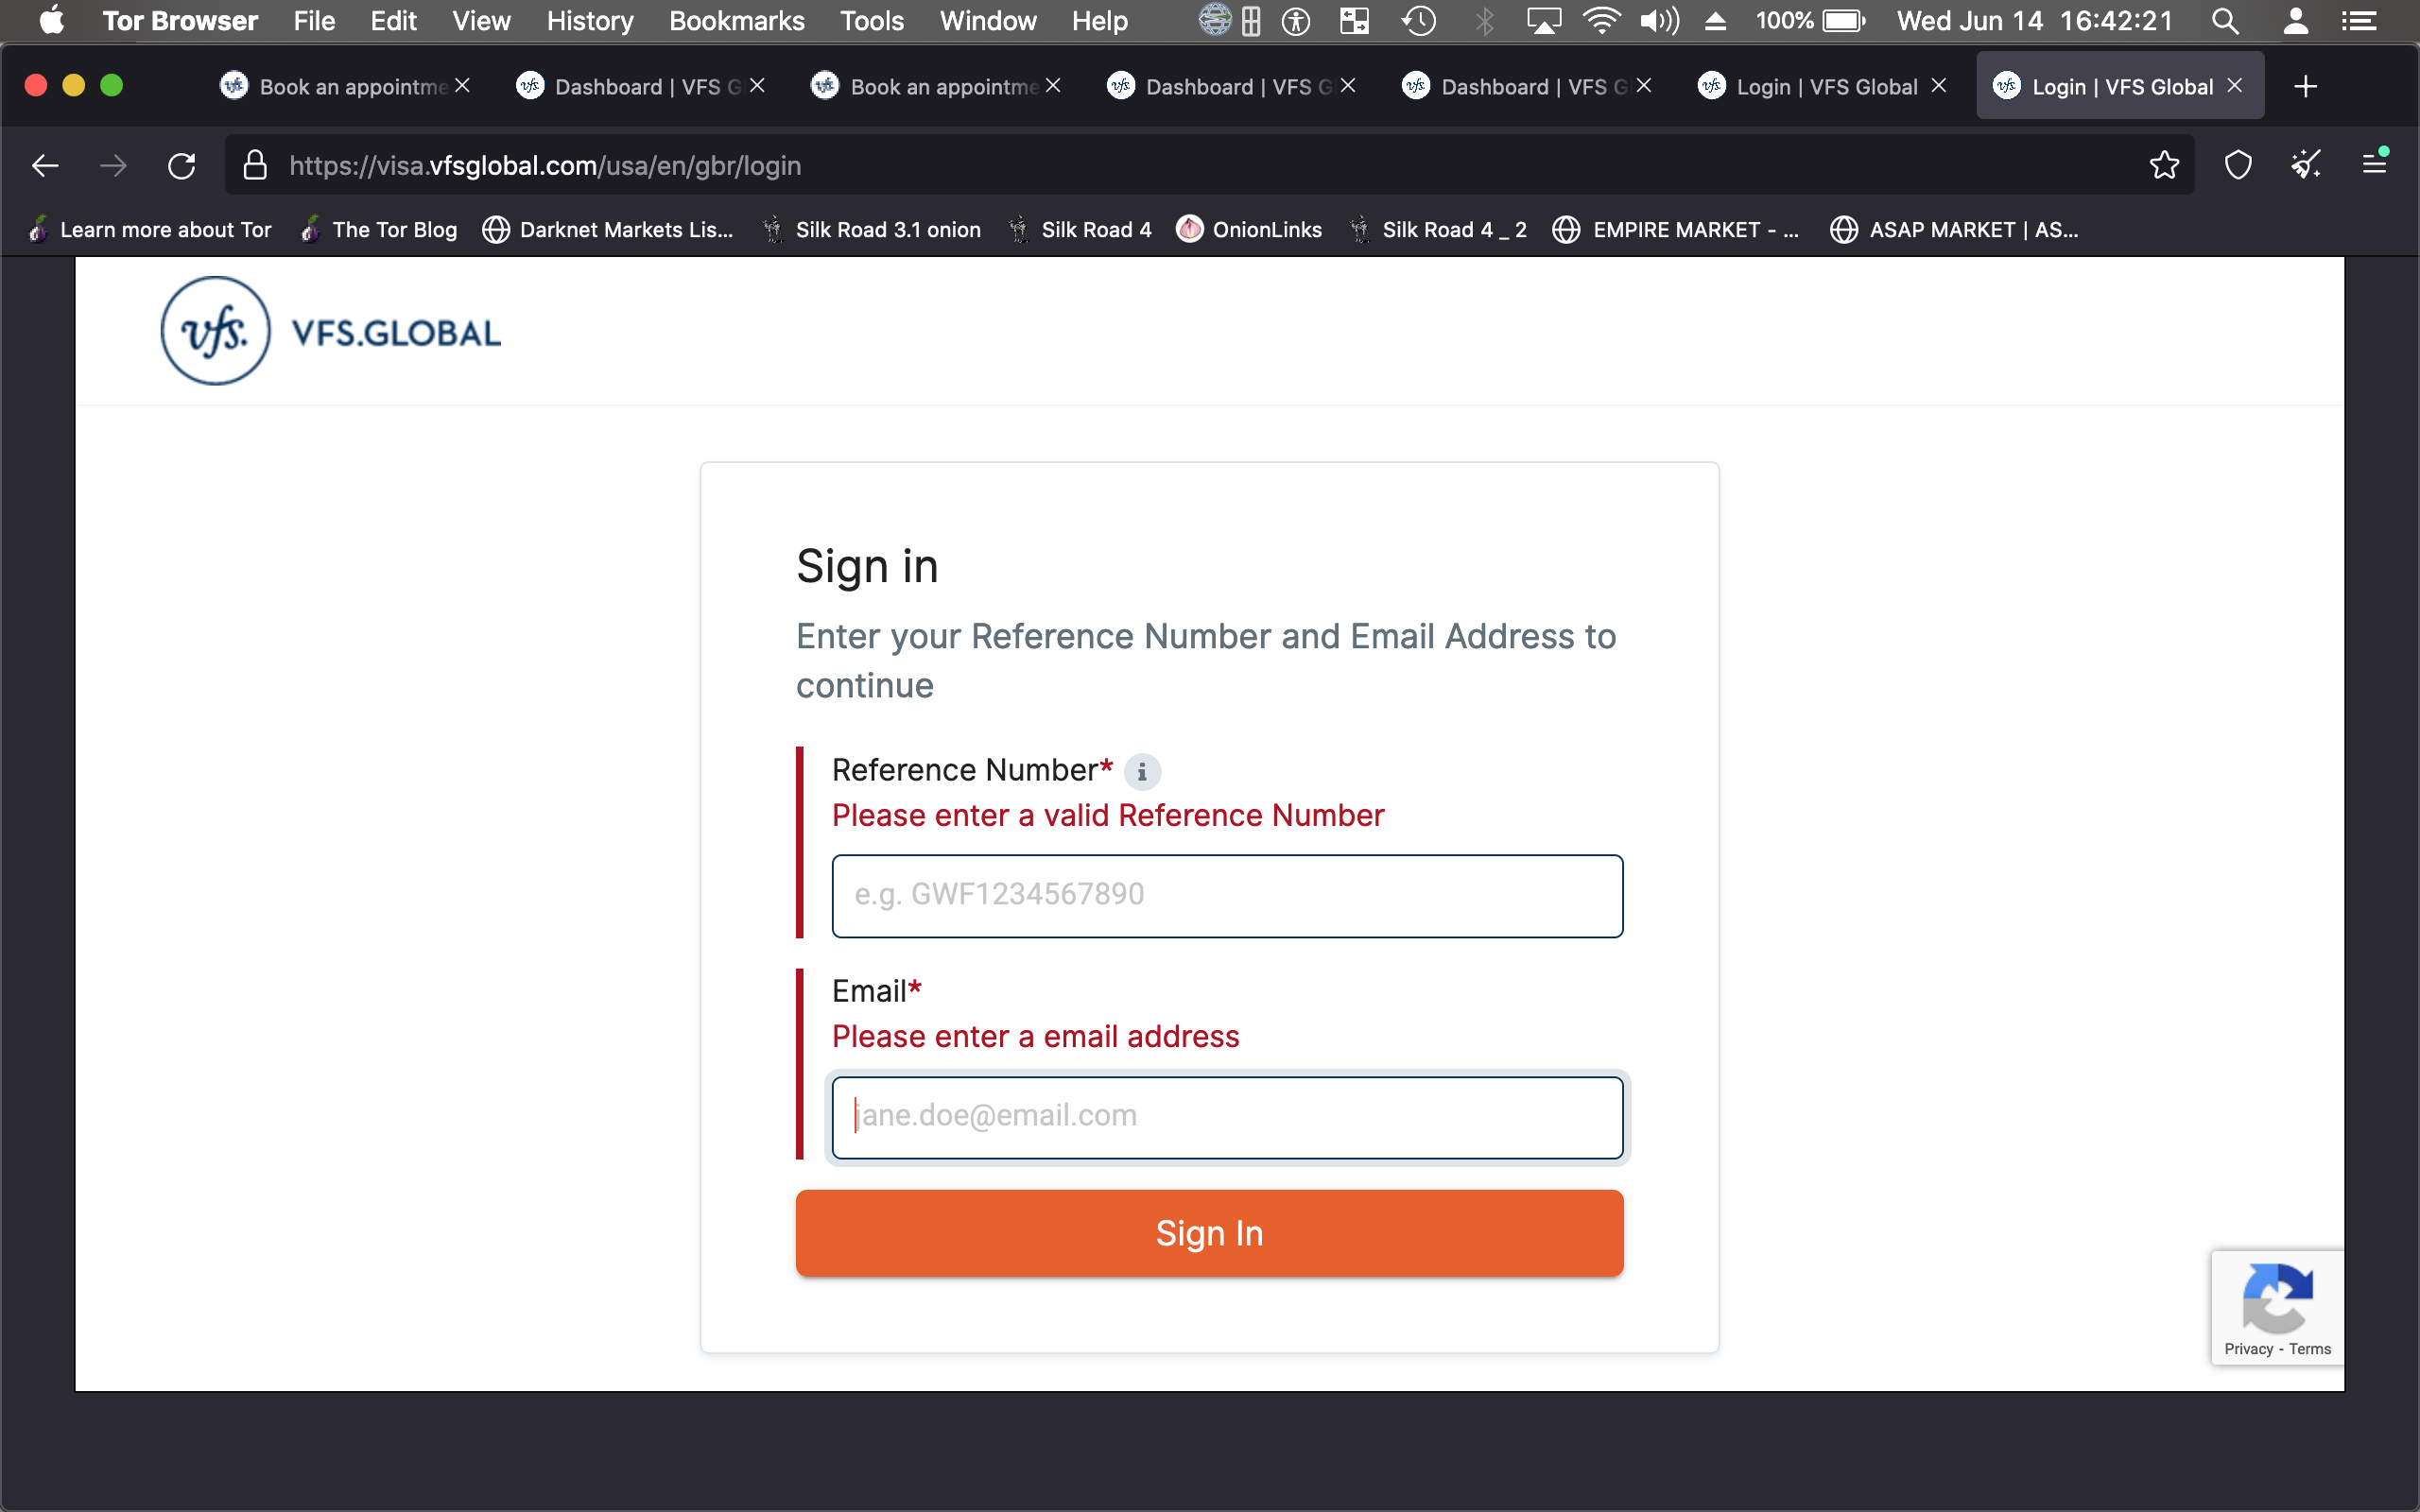 Tor Browser File Edit View History Bookmarks Tools Window Help 100% Wed Jun 14 16:42:21
Book an appointme Dashboard | VFS G Book an appointme Dashboard | VFS G Dashboard | VFS G Login | VFS Global Login | VFS Global
https://visa.vfsglobal.com/usa/en/gbr/login
Learn more about Tor The Tor Blog Darknet Markets Lis... Silk Road 3.1 onion Silk Road 4 OnionLinks Silk Road 4 _ 2 EMPIRE MARKET - ... ASAP MARKET | AS...
vfs. VFS.GLOBAL
Sign in
Enter your Reference Number and Email Address to
continue
Reference Number* i
Please enter a valid Reference Number
e.g. GWF1234567890
Email*
Please enter a email address
jane.doe@email.com
Sign In
Privacy - Terms